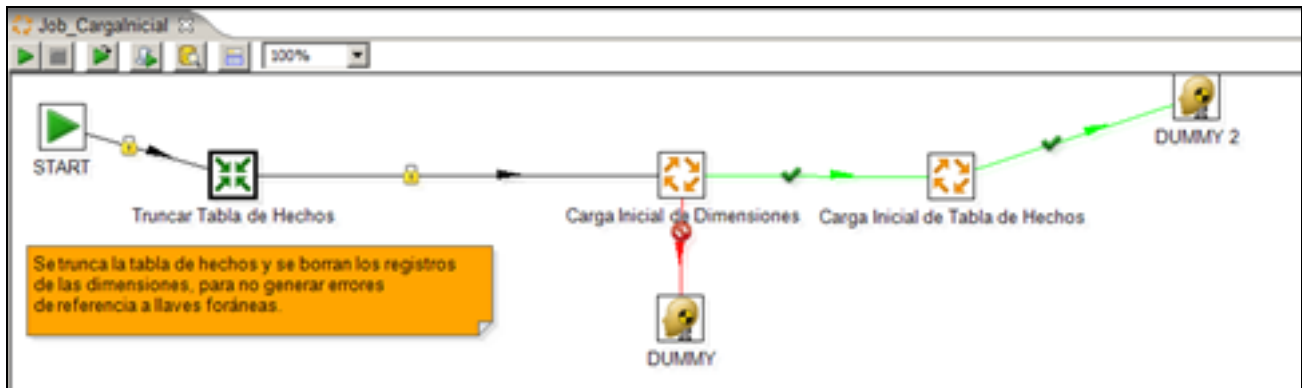 Job_CargaInicial
100%
START
Truncar Tabla de Hechos
Carga Inicial de Dimensiones
Carga Inicial de Tabla de Hechos
DUMMY 2
Se trunca la tabla de hechos y se borran los registros
de las dimensiones, para no generar errores
de referencia a llaves foráneas.
DUMMY